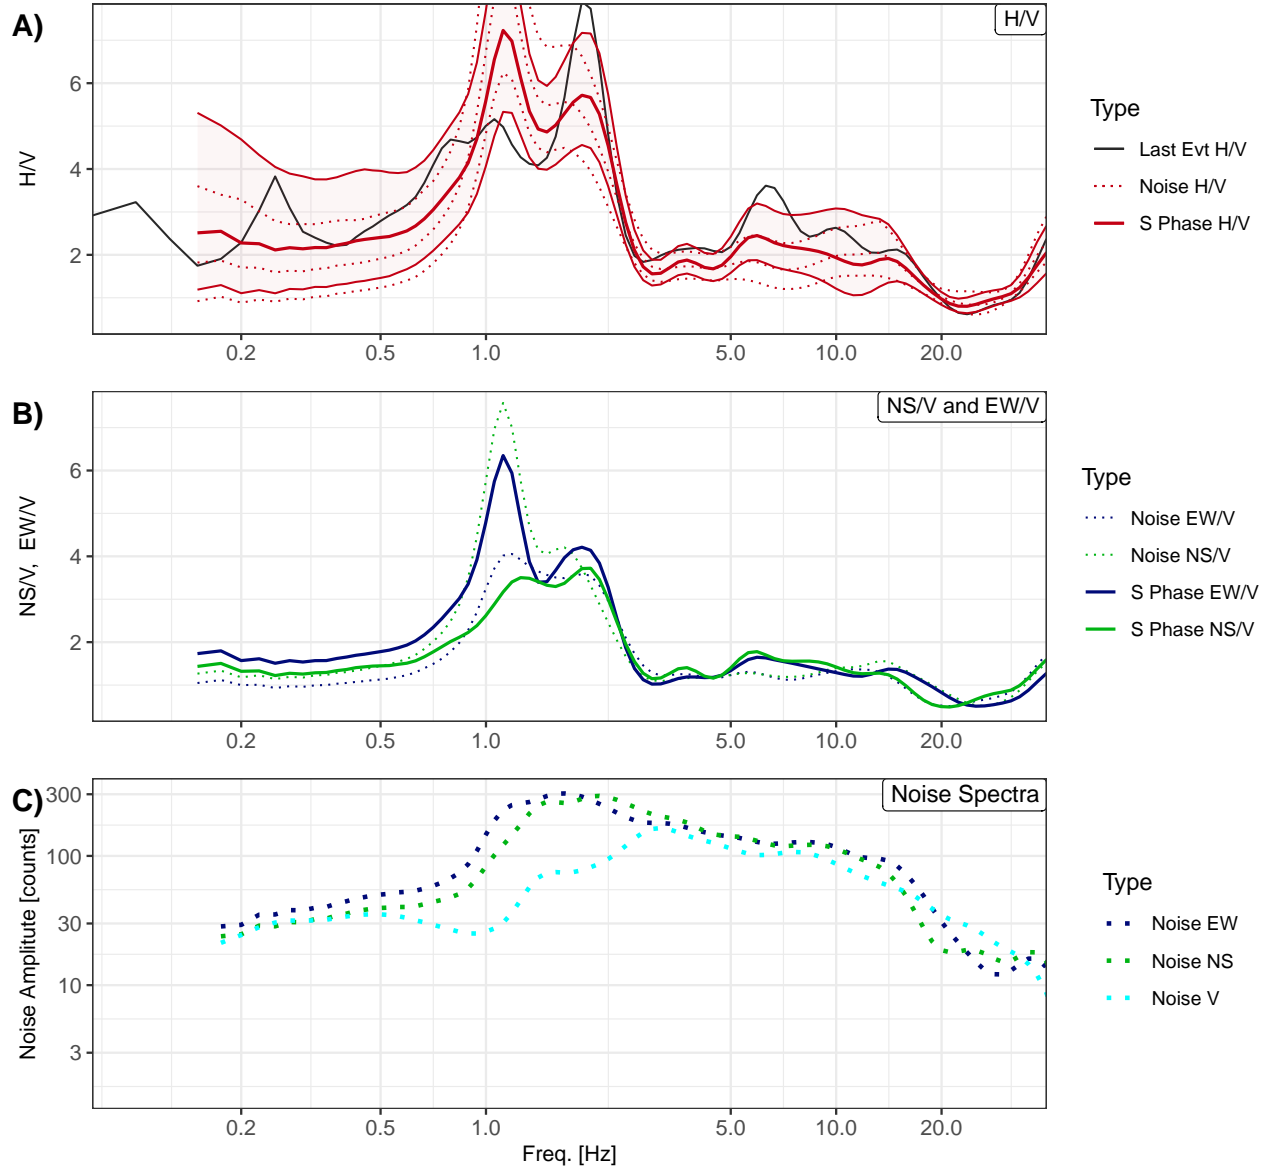 A)
H/V
H/V
6
4
2
0.2 0.5 1.0 5.0 10.0 20.0
Type
Last Evt H/V
Noise H/V
S Phase H/V
B)
NS/V and EW/V
NS/V, EW/V
6
4
2
0.2 0.5 1.0 5.0 10.0 20.0
Type
Noise EW/V
Noise NS/V
S Phase EW/V
S Phase NS/V
C)
Noise Spectra
Noise Amplitute [counts]
300
100
30
10
3
0.2 0.5 1.0 5.0 10.0 20.0
Freq. [Hz]
Type
Noise EW
Noise NS
Noise V